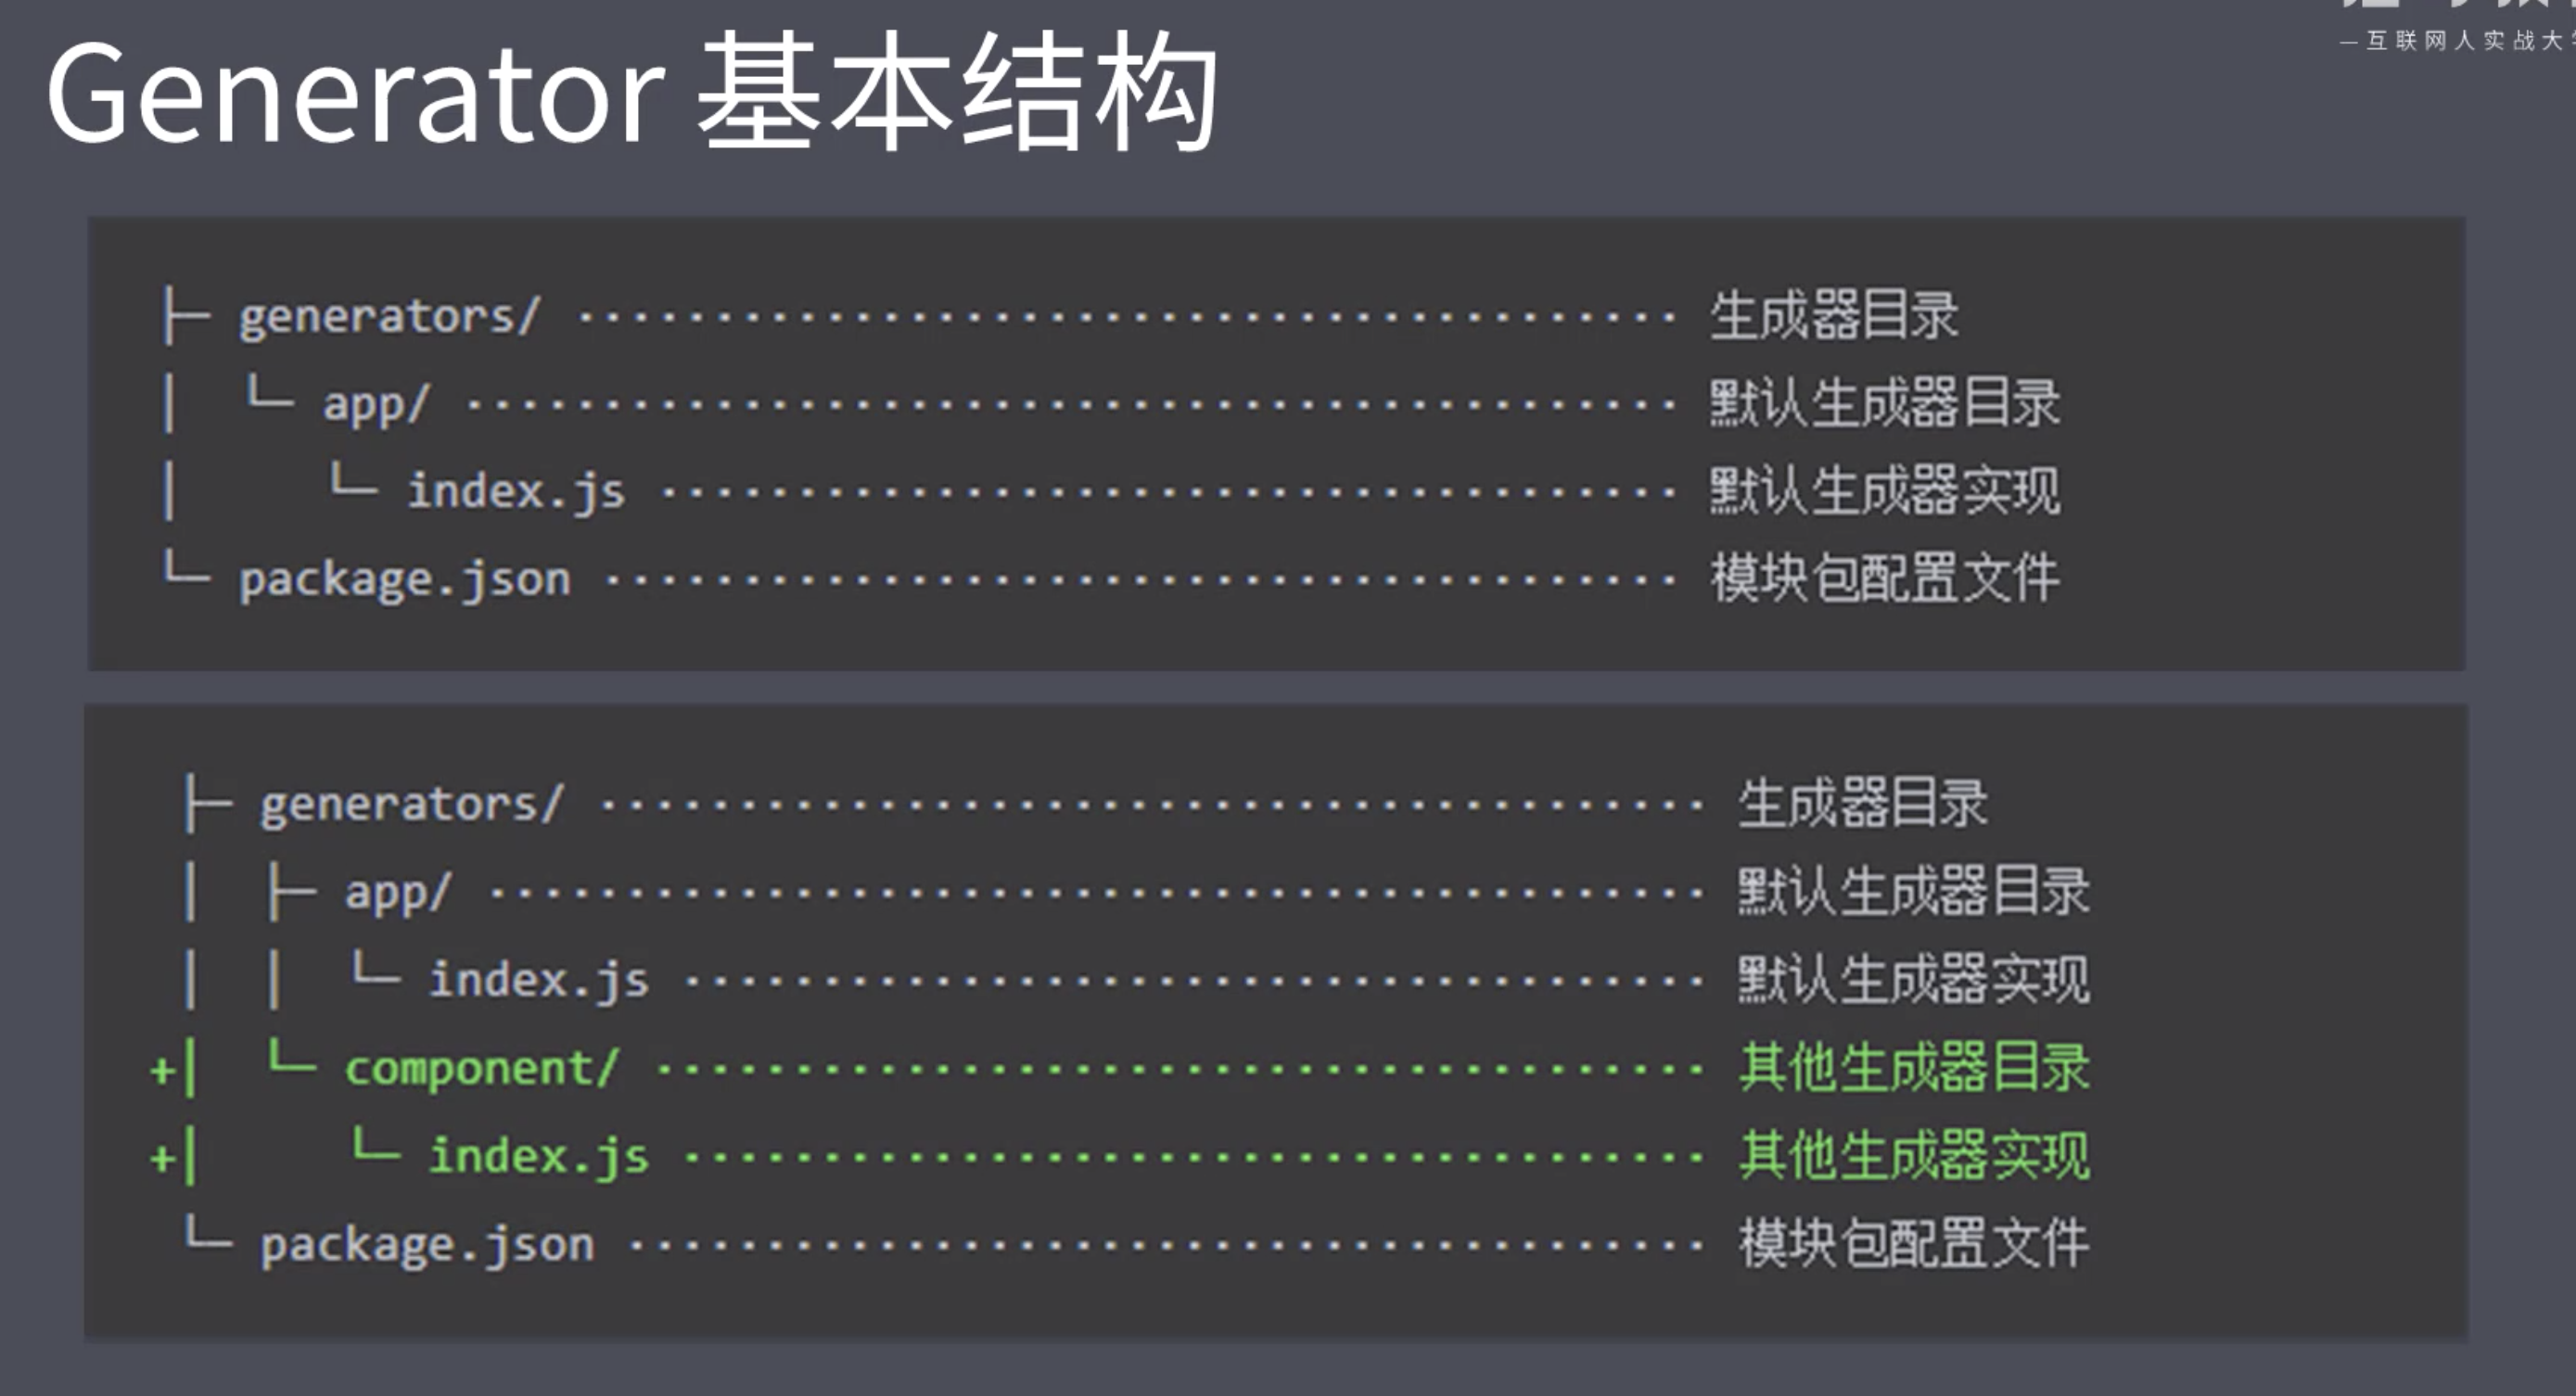 Generator 基本结构
— 互 联 网 人 实 战 大
├─ generators/ ········································ 生成器目录
│  └─ app/ ············································ 默认生成器目录
│     └─ index.js ····································· 默认生成器实现
└─ package.json ······································· 模块包配置文件
├─ generators/ ········································ 生成器目录
│  ├─ app/ ············································ 默认生成器目录
│  │  └─ index.js ····································· 默认生成器实现
+│  └─ component/ ······································ 其他生成器目录
+│     └─ index.js ····································· 其他生成器实现
└─ package.json ······································· 模块包配置文件